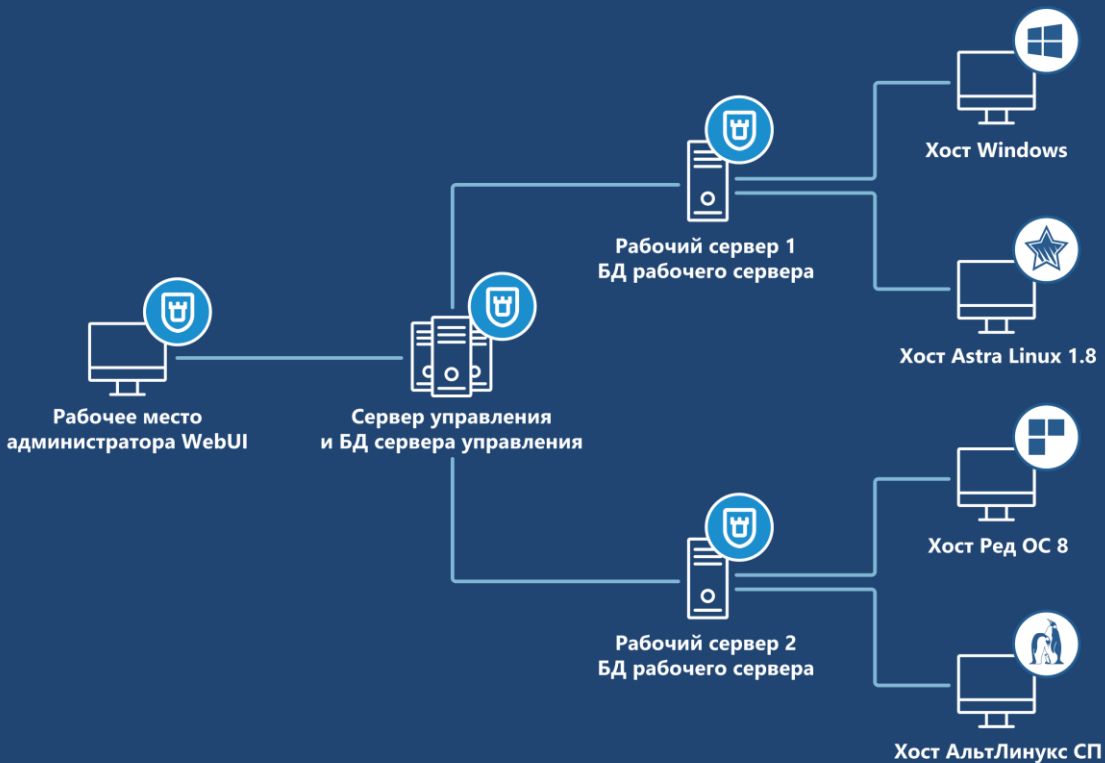 Хост Windows
Рабочий сервер 1
БД рабочего сервера
Хост Astra Linux 1.8
Рабочее место
администратора WebUI
Сервер управления
и БД сервера управления
Хост Ред ОС 8
Рабочий сервер 2
БД рабочего сервера
Хост АльтЛинукс СП